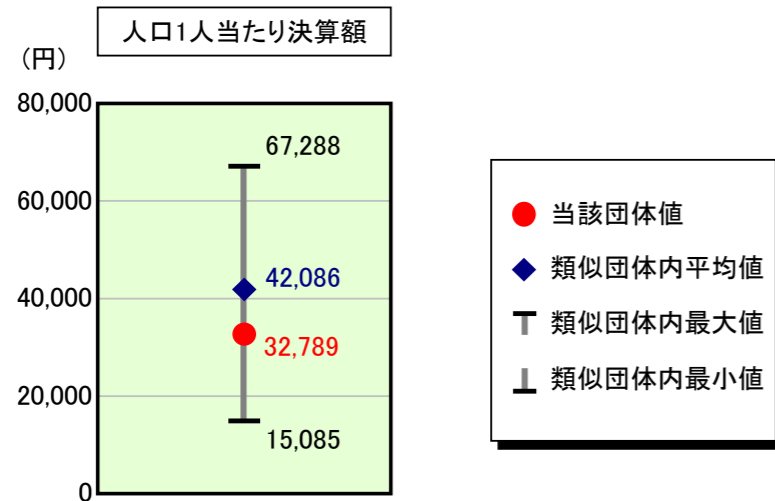 人口1人当たり決算額
（円）
80,000
60,000
40,000
20,000
0
67,288
42,086
32,789
15,085
当該団体値
類似団体内平均値
類似団体内最大値
類似団体内最小値